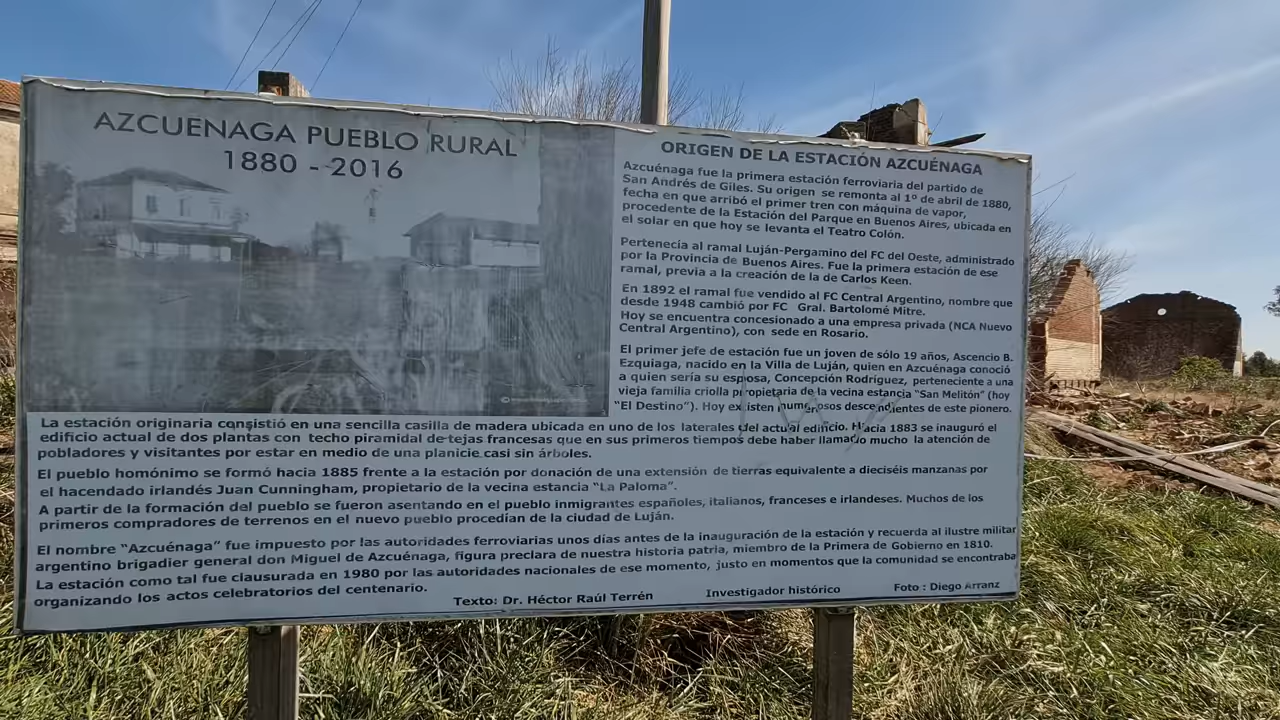 AZCUENAGA PUEBLO RURAL
1880 - 2016
ORIGEN DE LA ESTACIÓN AZCUÉNAGA
Azcuénaga fue la primera estación ferroviaria del partido de
San Andrés de Giles. Su origen se remonta al 1º de abril de 1880,
fecha en que arribó el primer tren con máquina de vapor,
procedente de la Estación del Parque en Buenos Aires, ubicada en
el solar en que hoy se levanta el Teatro Colón.
Pertenecía al ramal Luján-Pergamino del FC del Oeste, administrado
por la Provincia de Buenos Aires. Fue la primera estación de ese
ramal, previa a la creación de la de Carlos Keen.
En 1892 el ramal fue vendido al FC Central Argentino, nombre que
desde 1948 cambió por FC Gral. Bartolomé Mitre.
Hoy se encuentra concesionado a una empresa privada (NCA Nuevo
Central Argentino), con sede en Rosario.
El primer jefe de estación fue un joven de sólo 19 años, Ascencio B.
Ezquiaga, nacido en la Villa de Luján, quien en Azcuénaga conoció
a quien sería su esposa, Concepción Rodríguez, perteneciente a una
vieja familia criolla propietaria de la vecina estancia "San Melitón" (hoy
"El Destino"). Hoy existen numerosos descendientes de este pionero.
La estación originaria consistió en una sencilla casilla de madera ubicada en uno de los laterales del actual edificio. Hacia 1883 se inauguró el
edificio actual de dos plantas con techo piramidal de tejas francesas que en sus primeros tiempos debe haber llamado mucho la atención de
pobladores y visitantes por estar en medio de una planicie casi sin árboles.
El pueblo homónimo se formó hacia 1885 frente a la estación por donación de una extensión de tierras equivalente a dieciséis manzanas por
el hacendado irlandés Juan Cunningham, propietario de la vecina estancia "La Paloma".
A partir de la formación del pueblo se fueron asentando en el pueblo inmigrantes españoles, italianos, franceses e irlandeses. Muchos de los
primeros compradores de terrenos en el nuevo pueblo procedían de la ciudad de Luján.
El nombre "Azcuénaga" fue impuesto por las autoridades ferroviarias unos días antes de la inauguración de la estación y recuerda al ilustre militar
argentino brigadier general don Miguel de Azcuénaga, figura preclara de nuestra historia patria, miembro de la Primera de Gobierno en 1810.
La estación como tal fue clausurada en 1980 por las autoridades nacionales de ese momento, justo en momentos que la comunidad se encontraba
organizando los actos celebratorios del centenario.
Texto: Dr. Héctor Raúl Terrén Investigador histórico Foto : Diego Arranz